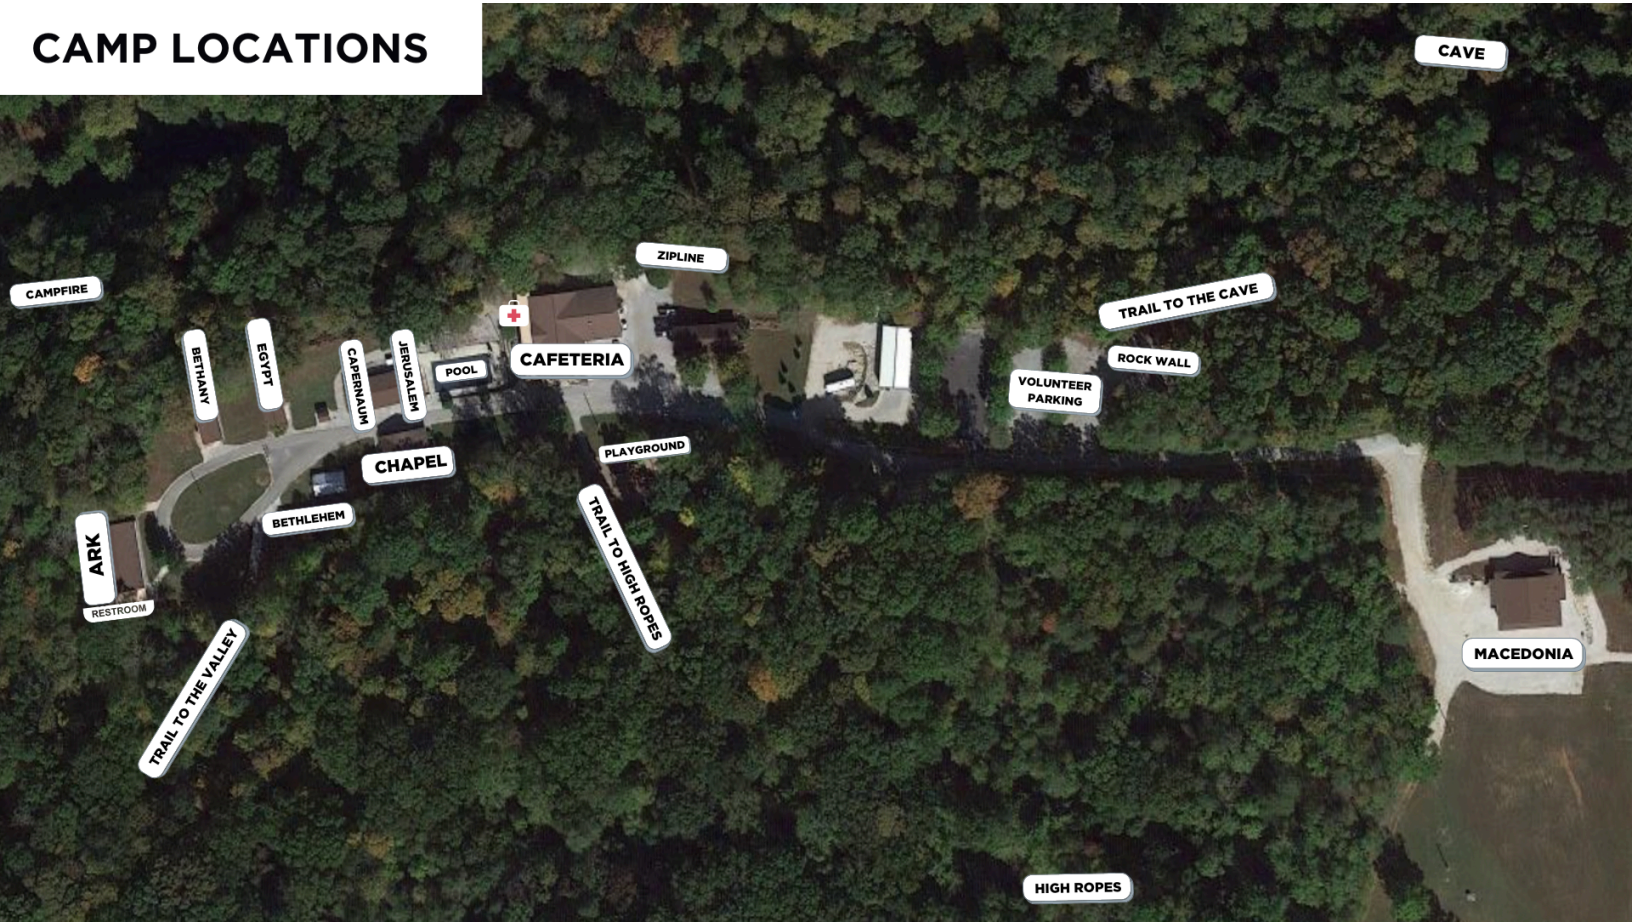 CAMP LOCATIONS
CAVE
ZIPLINE
CAMPFIRE
TRAIL TO THE CAVE
BETHANY
EGYPT
CAPERNAUM
JERUSALEM
POOL
CAFETERIA
ROCK WALL
VOLUNTEER
PARKING
PLAYGROUND
CHAPEL
BETHLEHEM
ARK
RESTROOM
TRAIL TO HIGH ROPES
TRAIL TO THE VALLEY
MACEDONIA
HIGH ROPES